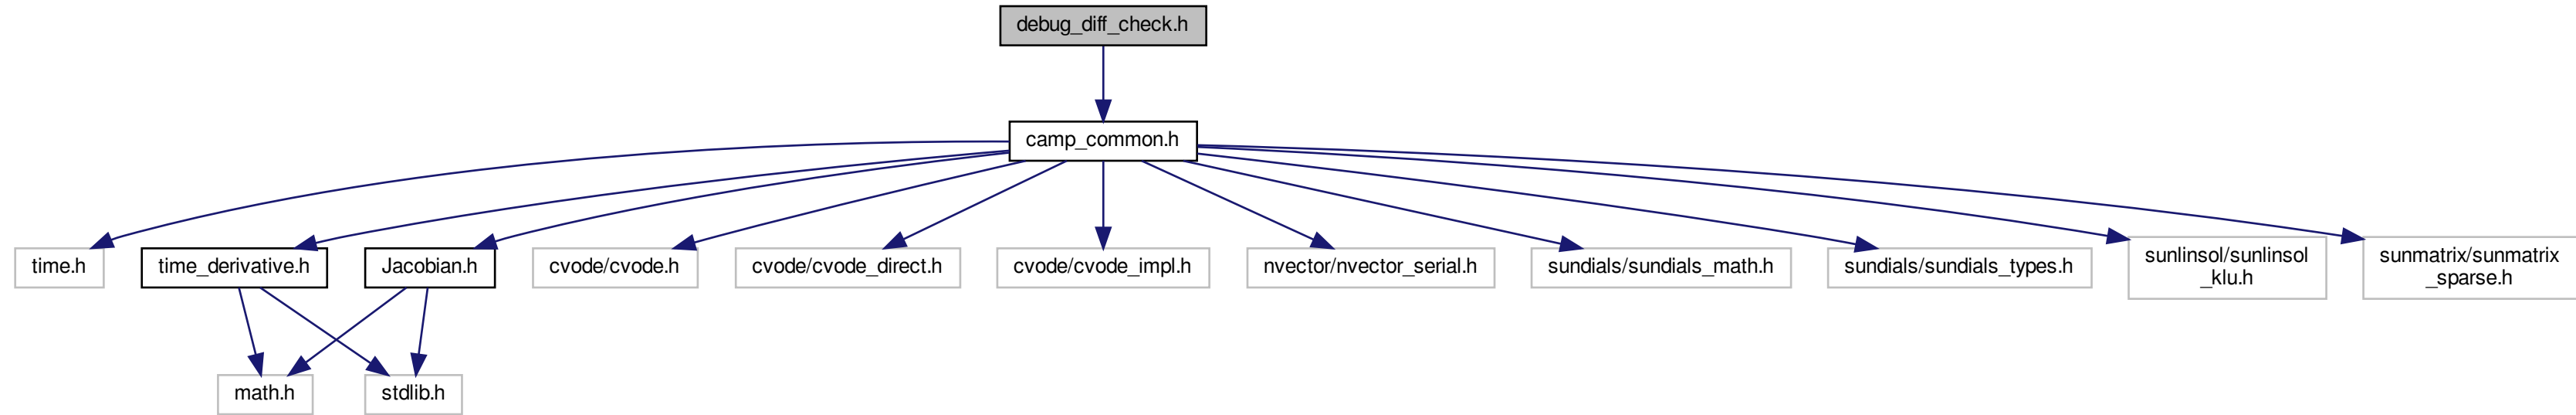 debug_diff_check.h
camp_common.h
time.h
time_derivative.h
Jacobian.h
cvode/cvode.h
cvode/cvode_direct.h
cvode/cvode_impl.h
nvector/nvector_serial.h
sundials/sundials_math.h
sundials/sundials_types.h
sunlinsol/sunlinsol
_klu.h
sunmatrix/sunmatrix
_sparse.h
math.h
stdlib.h